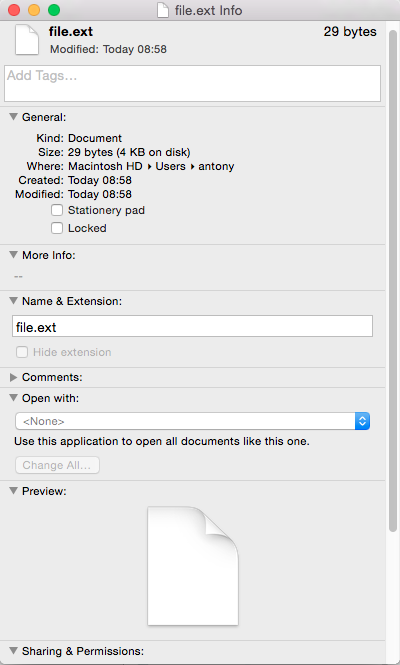 file.ext Info
file.ext 29 bytes
Modified: Today 08:58
Add Tags...
General:
Kind: Document
Size: 29 bytes (4 KB on disk)
Where: Macintosh HD ▸ Users ▸ antony
Created: Today 08:58
Modified: Today 08:58
Stationery pad
Locked
More Info:
--
Name & Extension:
file.ext
Hide extension
Comments:
Open with:
<None>
Use this application to open all documents like this one.
Change All...
Preview:
Sharing & Permissions: